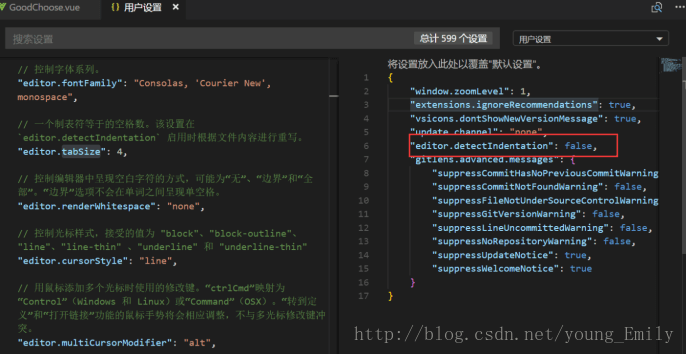 GoodChoose.vue
{} 用户设置 ×
搜索设置
总计 599 个设置
用户设置
// 控制字体系列。
"editor.fontFamily": "Consolas, 'Courier New',
monospace",
// 一个制表符等于的空格数。该设置在
`editor.detectIndentation` 启用时根据文件内容进行重写。
"editor.tabSize": 4,
// 控制编辑器中呈现空白字符的方式，可能为“无”、“边界”和“全
部”。“边界”选项不会在单词之间呈现单空格。
"editor.renderWhitespace": "none",
// 控制光标样式，接受的值为 "block"、"block-outline"、
"line"、"line-thin" 、"underline" 和 "underline-thin"
"editor.cursorStyle": "line",
// 用鼠标添加多个光标时使用的修改键。“ctrlCmd”映射为
“Control”（Windows 和 Linux）或“Command”（OSX）。“转到定
义”和“打开链接”功能的鼠标手势将会相应调整，不与多光标修改键冲
突。
"editor.multiCursorModifier": "alt",
将设置放入此处以覆盖"默认设置"。
1 {
2 "window.zoomLevel": 1,
3 "extensions.ignoreRecommendations": true,
4 "vsicons.dontShowNewVersionMessage": true,
5 "update.channel": "none",
6 "editor.detectIndentation": false,
7 "gitlens.advanced.messages": {
8 "suppressCommitHasNoPreviousCommitWarning
9 "suppressCommitNotFoundWarning": false,
10 "suppressFileNotUnderSourceControlWarning
11 "suppressGitVersionWarning": false,
12 "suppressLineUncommittedWarning": false,
13 "suppressNoRepositoryWarning": false,
14 "suppressUpdateNotice": true,
15 "suppressWelcomeNotice": true
16 }
17 }
http://blog.csdn.net/young_Emily